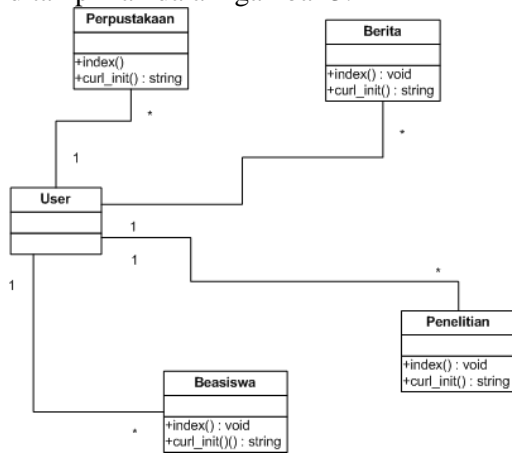 Perpustakaan
+index()
+curl_init() : string
*
1
Berita
+index() : void
+curl_init() : string
*
User
1
1
1
*
Penelitian
+index() : void
+curl_init() : string
Beasiswa
+index() : void
+curl_init()() : string
*